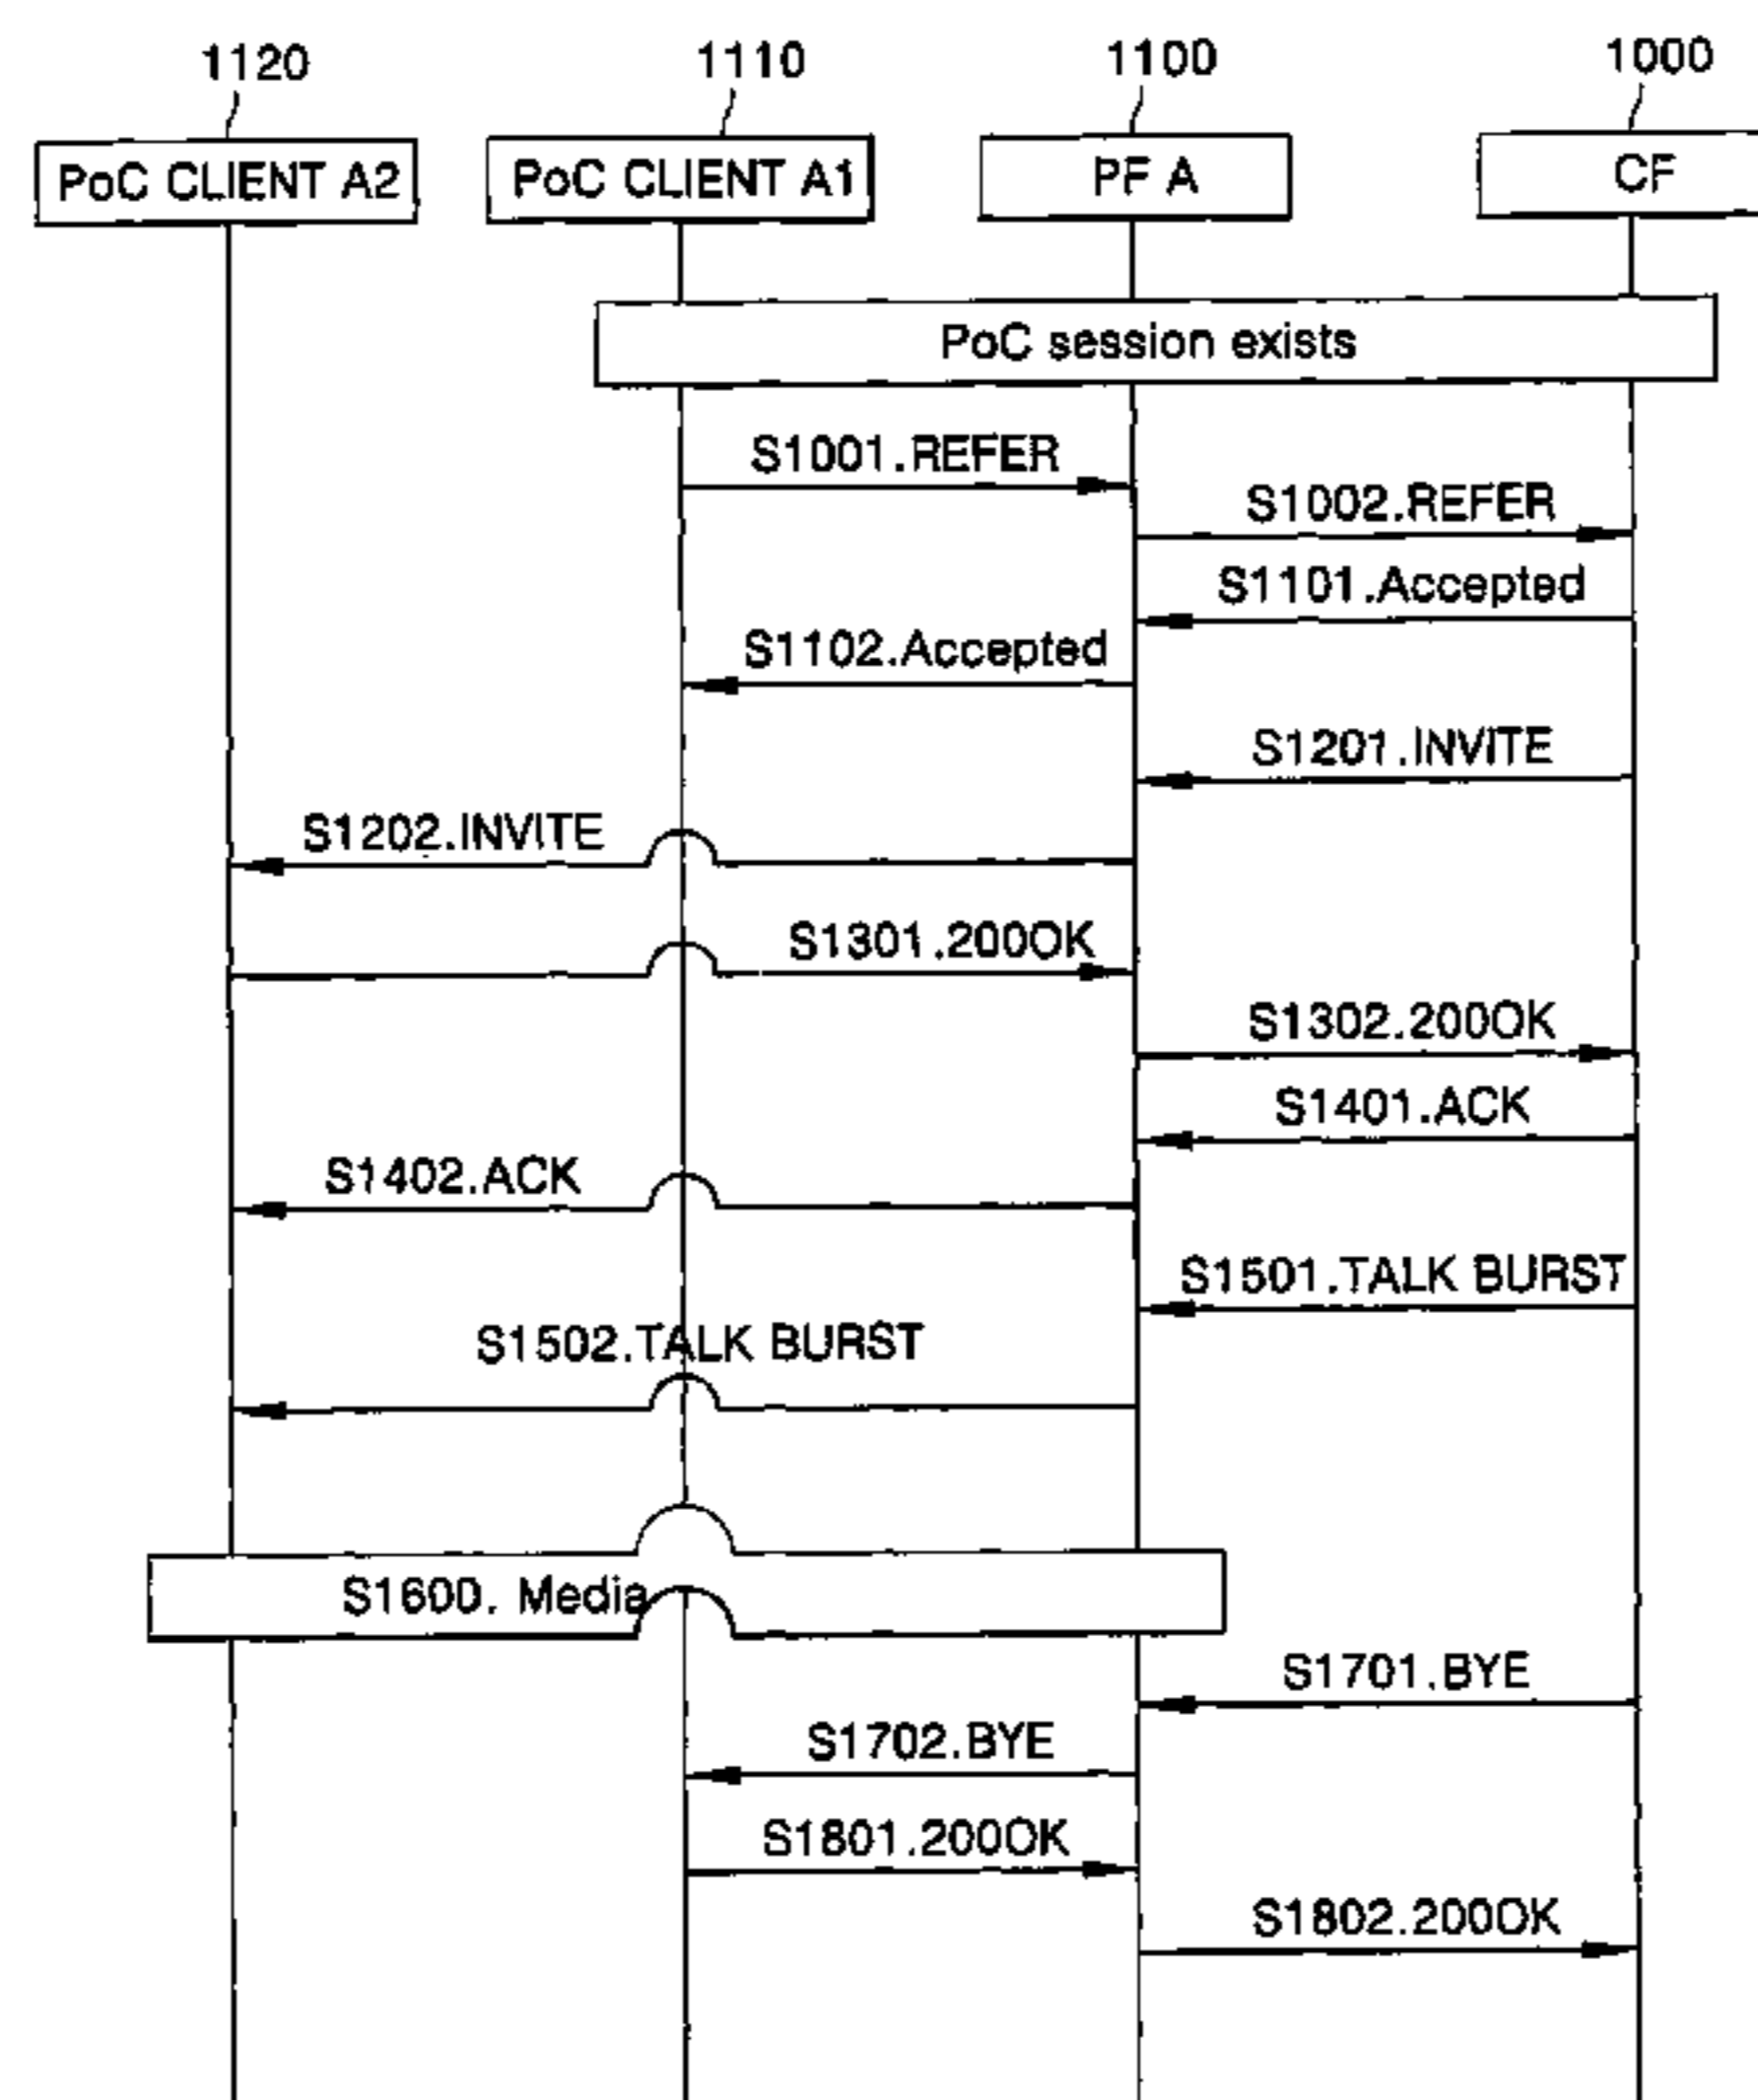 1120
1110
1100
1000
PoC CLIENT A2
PoC CLIENT A1
PF A
CF
PoC session exists
S1001.REFER
S1002.REFER
S1101.Accepted
S1102.Accepted
S1201.INVITE
S1202.INVITE
S1301.200OK
S1302.200OK
S1401.ACK
S1402.ACK
S1501.TALK BURST
S1502.TALK BURST
S1600. Media
S1701.BYE
S1702.BYE
S1801.200OK
S1802.200OK